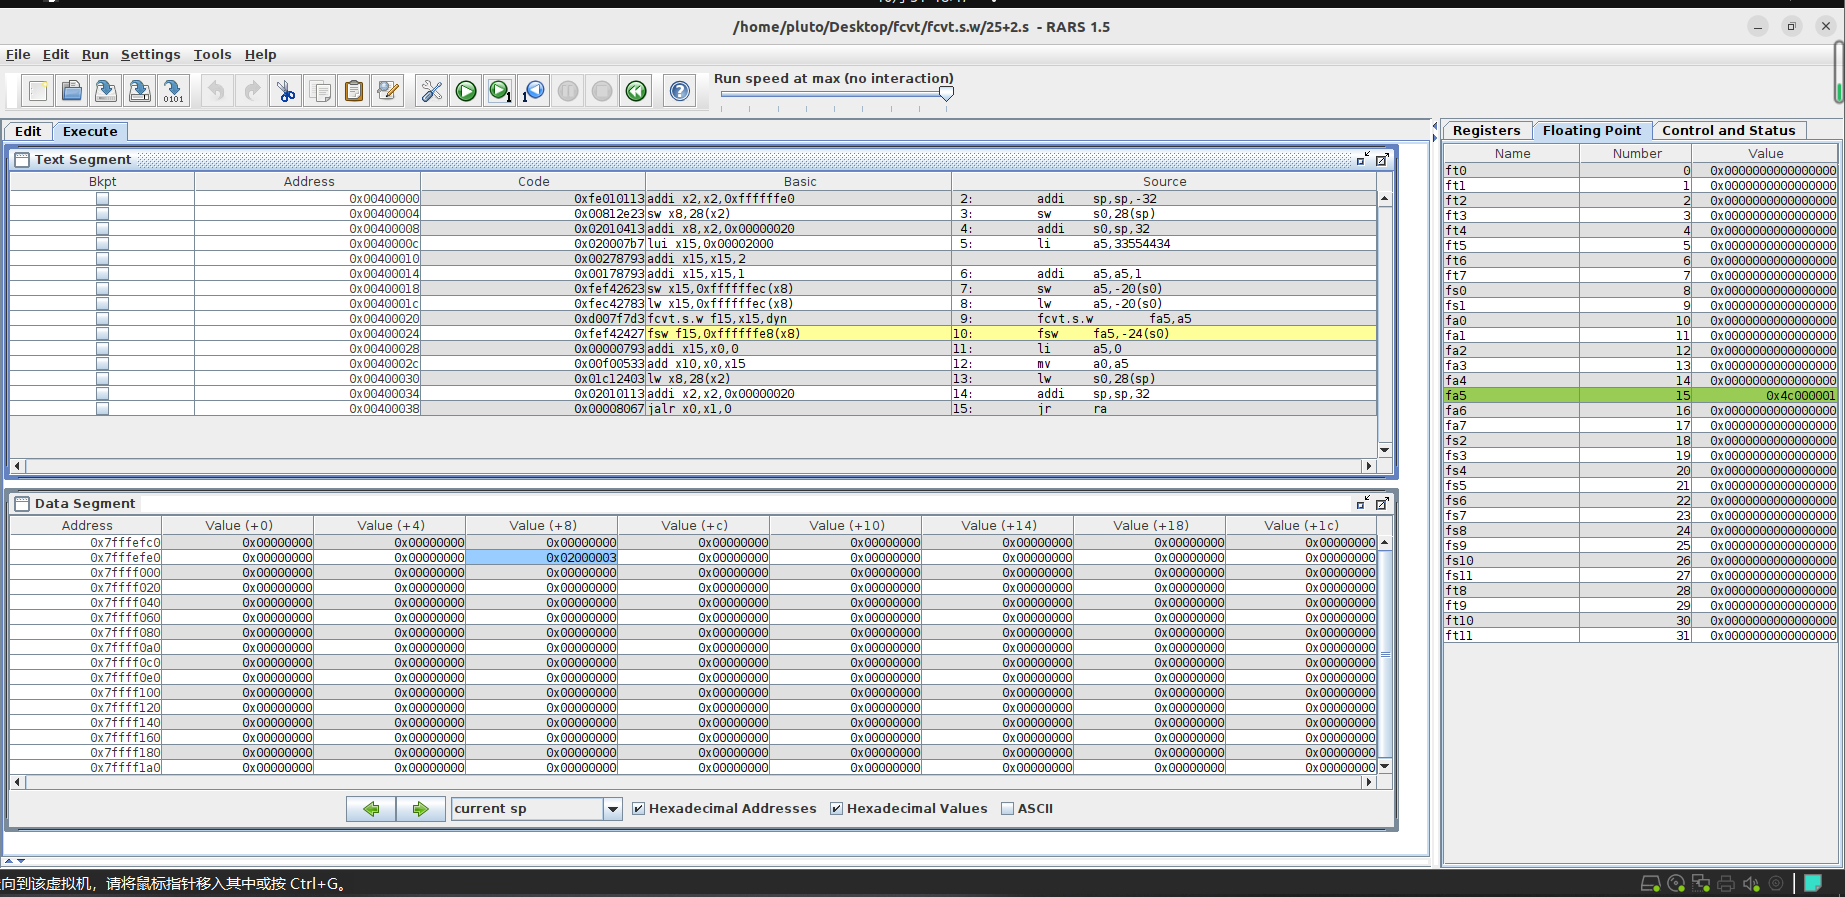 /home/pluto/Desktop/fcvt/fcvt.s.w/25+2.s - RARS 1.5
File Edit Run Settings Tools Help
Run speed at max (no interaction)
Edit Execute
Text Segment
Bkpt Address Code Basic Source
0x00400000 0xfe010113 addi x2,x2,0xffffffe0 2: addi sp,sp,-32
0x00400004 0x00812e23 sw x8,28(x2) 3: sw s0,28(sp)
0x00400008 0x02010413 addi x8,x2,0x00000020 4: addi s0,sp,32
0x0040000c 0x020007b7 lui x15,0x00002000 5: li a5,33554434
0x00400010 0x00278793 addi x15,x15,2
0x00400014 0x00178793 addi x15,x15,1 6: addi a5,a5,1
0x00400018 0xfef42623 sw x15,0xffffffec(x8) 7: sw a5,-20(s0)
0x0040001c 0xfec42783 lw x15,0xffffffec(x8) 8: lw a5,-20(s0)
0x00400020 0xd007f7d3 fcvt.s.w f15,x15,dyn 9: fcvt.s.w fa5,a5
0x00400024 0xfef42427 fsw f15,0xffffffe8(x8) 10: fsw fa5,-24(s0)
0x00400028 0x00000793 addi x15,x0,0 11: li a5,0
0x0040002c 0x00f00533 add x10,x0,x15 12: mv a0,a5
0x00400030 0x01c12403 lw x8,28(x2) 13: lw s0,28(sp)
0x00400034 0x02010113 addi x2,x2,0x00000020 14: addi sp,sp,32
0x00400038 0x00008067 jalr x0,x1,0 15: jr ra
Data Segment
Address Value (+0) Value (+4) Value (+8) Value (+c) Value (+10) Value (+14) Value (+18) Value (+1c)
0x7fffefc0 0x00000000 0x00000000 0x00000000 0x00000000 0x00000000 0x00000000 0x00000000 0x00000000
0x7fffefe0 0x00000000 0x00000000 0x02000003 0x00000000 0x00000000 0x00000000 0x00000000 0x00000000
0x7ffff000 0x00000000 0x00000000 0x00000000 0x00000000 0x00000000 0x00000000 0x00000000 0x00000000
0x7ffff020 0x00000000 0x00000000 0x00000000 0x00000000 0x00000000 0x00000000 0x00000000 0x00000000
0x7ffff040 0x00000000 0x00000000 0x00000000 0x00000000 0x00000000 0x00000000 0x00000000 0x00000000
0x7ffff060 0x00000000 0x00000000 0x00000000 0x00000000 0x00000000 0x00000000 0x00000000 0x00000000
0x7ffff080 0x00000000 0x00000000 0x00000000 0x00000000 0x00000000 0x00000000 0x00000000 0x00000000
0x7ffff0a0 0x00000000 0x00000000 0x00000000 0x00000000 0x00000000 0x00000000 0x00000000 0x00000000
0x7ffff0c0 0x00000000 0x00000000 0x00000000 0x00000000 0x00000000 0x00000000 0x00000000 0x00000000
0x7ffff0e0 0x00000000 0x00000000 0x00000000 0x00000000 0x00000000 0x00000000 0x00000000 0x00000000
0x7ffff100 0x00000000 0x00000000 0x00000000 0x00000000 0x00000000 0x00000000 0x00000000 0x00000000
0x7ffff120 0x00000000 0x00000000 0x00000000 0x00000000 0x00000000 0x00000000 0x00000000 0x00000000
0x7ffff140 0x00000000 0x00000000 0x00000000 0x00000000 0x00000000 0x00000000 0x00000000 0x00000000
0x7ffff160 0x00000000 0x00000000 0x00000000 0x00000000 0x00000000 0x00000000 0x00000000 0x00000000
0x7ffff180 0x00000000 0x00000000 0x00000000 0x00000000 0x00000000 0x00000000 0x00000000 0x00000000
0x7ffff1a0 0x00000000 0x00000000 0x00000000 0x00000000 0x00000000 0x00000000 0x00000000 0x00000000
current sp Hexadecimal Addresses Hexadecimal Values ASCII
Registers Floating Point Control and Status
Name Number Value
ft0 0 0x0000000000000000
ft1 1 0x0000000000000000
ft2 2 0x0000000000000000
ft3 3 0x0000000000000000
ft4 4 0x0000000000000000
ft5 5 0x0000000000000000
ft6 6 0x0000000000000000
ft7 7 0x0000000000000000
fs0 8 0x0000000000000000
fs1 9 0x0000000000000000
fa0 10 0x0000000000000000
fa1 11 0x0000000000000000
fa2 12 0x0000000000000000
fa3 13 0x0000000000000000
fa4 14 0x0000000000000000
fa5 15 0x4c000001
fa6 16 0x0000000000000000
fa7 17 0x0000000000000000
fs2 18 0x0000000000000000
fs3 19 0x0000000000000000
fs4 20 0x0000000000000000
fs5 21 0x0000000000000000
fs6 22 0x0000000000000000
fs7 23 0x0000000000000000
fs8 24 0x0000000000000000
fs9 25 0x0000000000000000
fs10 26 0x0000000000000000
fs11 27 0x0000000000000000
ft8 28 0x0000000000000000
ft9 29 0x0000000000000000
ft10 30 0x0000000000000000
ft11 31 0x0000000000000000
向到该虚拟机，请将鼠标指针移入其中或按 Ctrl+G。